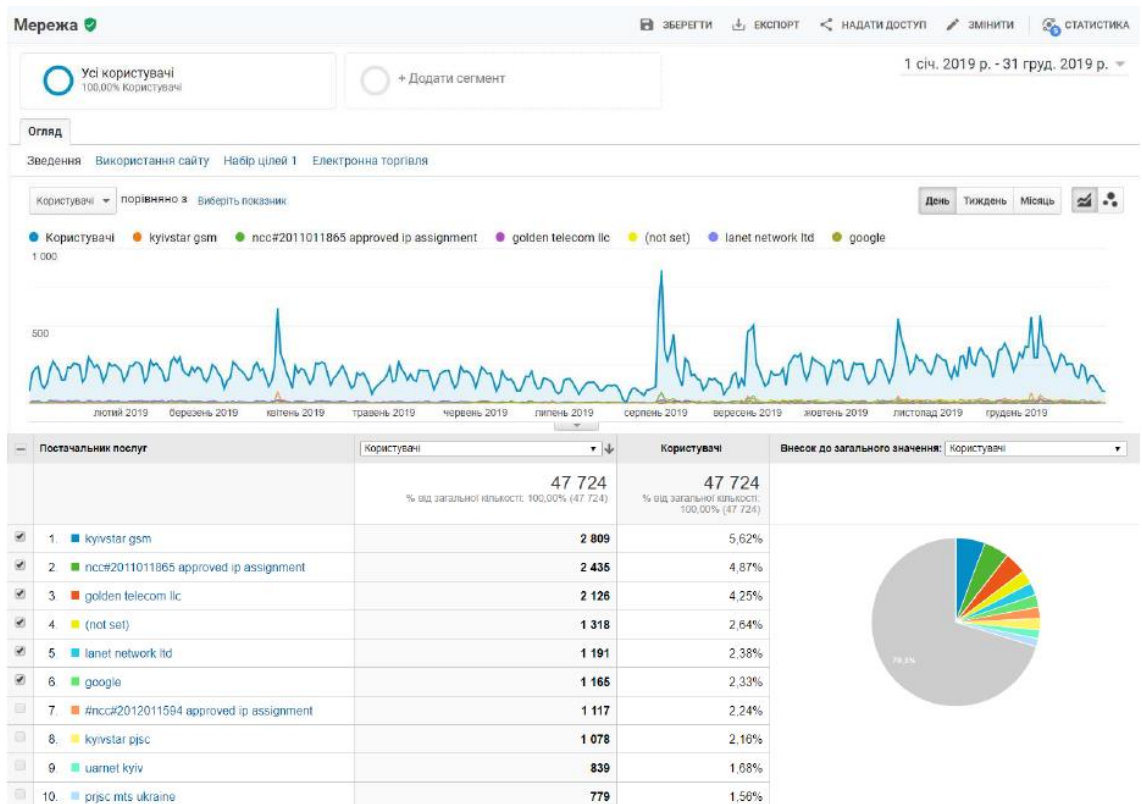 Мережа
ЗБЕРЕГТИ ЕКСПОРТ НАДАТИ ДОСТУП ЗМІНИТИ СТАТИСТИКА
Усі користувачі
100,00% Користувачі
+ Додати сегмент
1 січ. 2019 р. - 31 груд. 2019 р.
Огляд
Зведення Використання сайту Набір цілей 1 Електронна торгівля
Користувачі порівняно з Виберіть показник
День Тиждень Місяць
Користувачі kyivstar gsm ncc#2011011865 approved ip assignment golden telecom llc (not set) lanet network ltd google
1 000
500
лютий 2019 березень 2019 квітень 2019 травень 2019 червень 2019 липень 2019 серпень 2019 вересень 2019 жовтень 2019 листопад 2019 грудень 2019
Постачальник послуг Користувачі Користувачі Внесок до загального значення: Користувачі
47 724 47 724
% від загальної кількості: 100,00% (47 724) % від загальної кількості:
100,00% (47 724)
1. kyivstar gsm 2 809 5,62%
2. ncc#2011011865 approved ip assignment 2 435 4,87%
3. golden telecom llc 2 126 4,25%
4. (not set) 1 318 2,64%
5. lanet network ltd 1 191 2,38%
6. google 1 165 2,33%
7. #ncc#2012011594 approved ip assignment 1 117 2,24%
8. kyivstar pjsc 1 078 2,16%
9. uarnet kyiv 839 1,68%
10. prjsc mts ukraine 779 1,56%